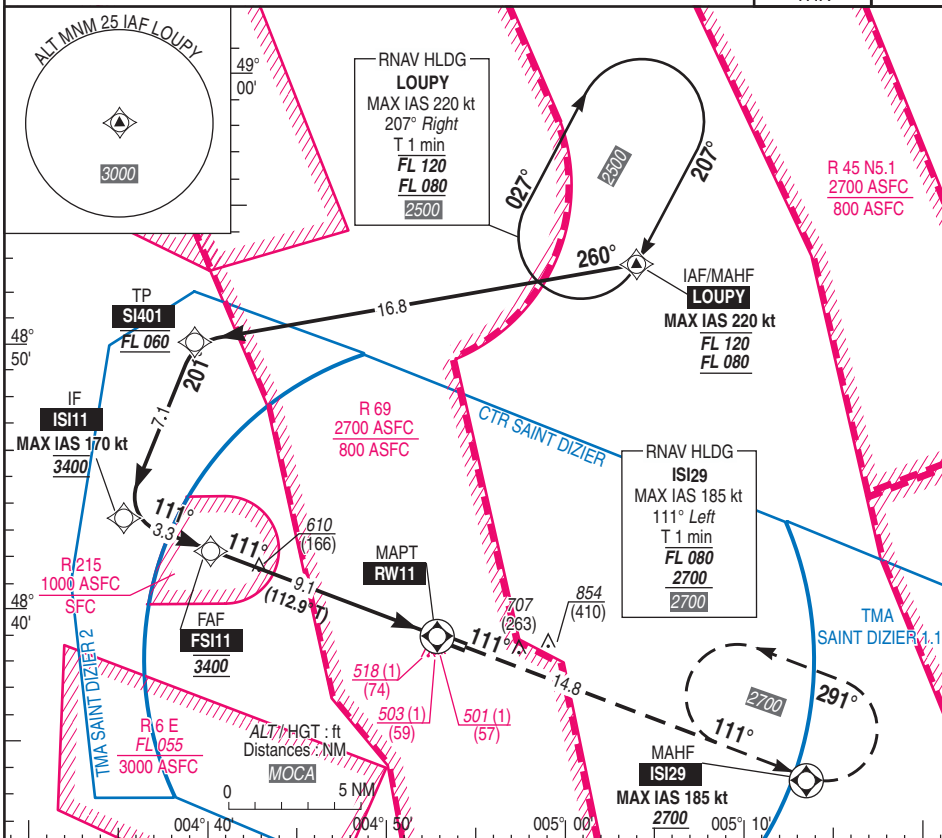 ALT MNM 25 IAF LOUPY
3000
49°
00'
RNAV HLDG
LOUPY
MAX IAS 220 kt
207° Right
T 1 min
FL 120
FL 080
2500
2500
027°
207°
R 45 N5.1
2700 ASFC
800 ASFC
260°
16.8
IAF/MAHF
LOUPY
MAX IAS 220 kt
FL 120
FL 080
TP
SI401
FL 060
48°
50'
201°
7.1
IF
ISI11
MAX IAS 170 kt
3400
R 69
2700 ASFC
800 ASFC
CTR SAINT DIZIER
RNAV HLDG
ISI29
MAX IAS 185 kt
111° Left
T 1 min
FL 080
2700
2700
111°
3.3
111°
610
(166)
9.1
(112.9°T)
R 215
1000 ASFC
SFC
MAPT
RW11
707
(263)
854
(410)
48°
40'
FAF
FSI11
3400
111°
14.8
TMA
SAINT DIZIER 1.1
TMA SAINT DIZIER 2
518 (1)
(74)
503 (1)
(59)
501 (1)
(57)
2700
291°
111°
R 6 E
FL 055
3000 ASFC
ALT / HGT : ft
Distances : NM
MOCA
0 5 NM
MAHF
ISI29
MAX IAS 185 kt
2700
004° 40'
004° 50'
005° 00'
005° 10'